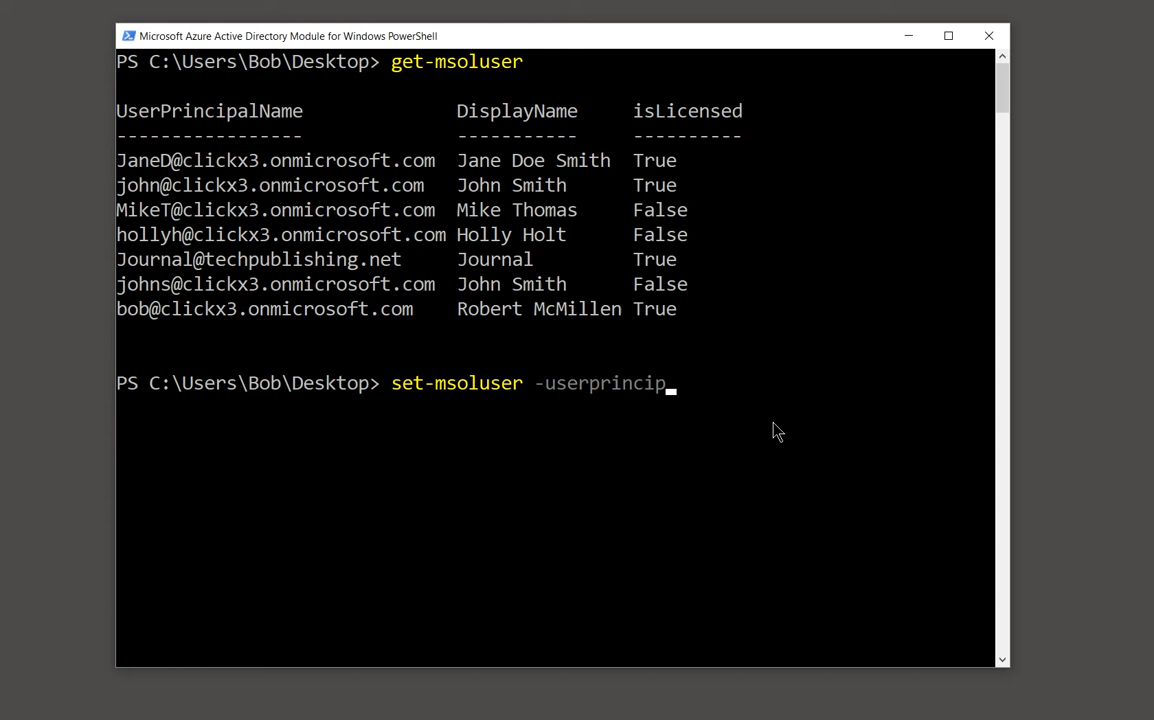 Microsoft Azure Active Directory Module for Windows PowerShell
PS C:\Users\Bob\Desktop> get-msoluser
UserPrincipalName DisplayName isLicensed
----------------- ----------- ----------
JaneD@clickx3.onmicrosoft.com Jane Doe Smith True
john@clickx3.onmicrosoft.com John Smith True
MikeT@clickx3.onmicrosoft.com Mike Thomas False
hollyh@clickx3.onmicrosoft.com Holly Holt False
Journal@techpublishing.net Journal True
johns@clickx3.onmicrosoft.com John Smith False
bob@clickx3.onmicrosoft.com Robert McMillen True
PS C:\Users\Bob\Desktop> set-msoluser -userprincip